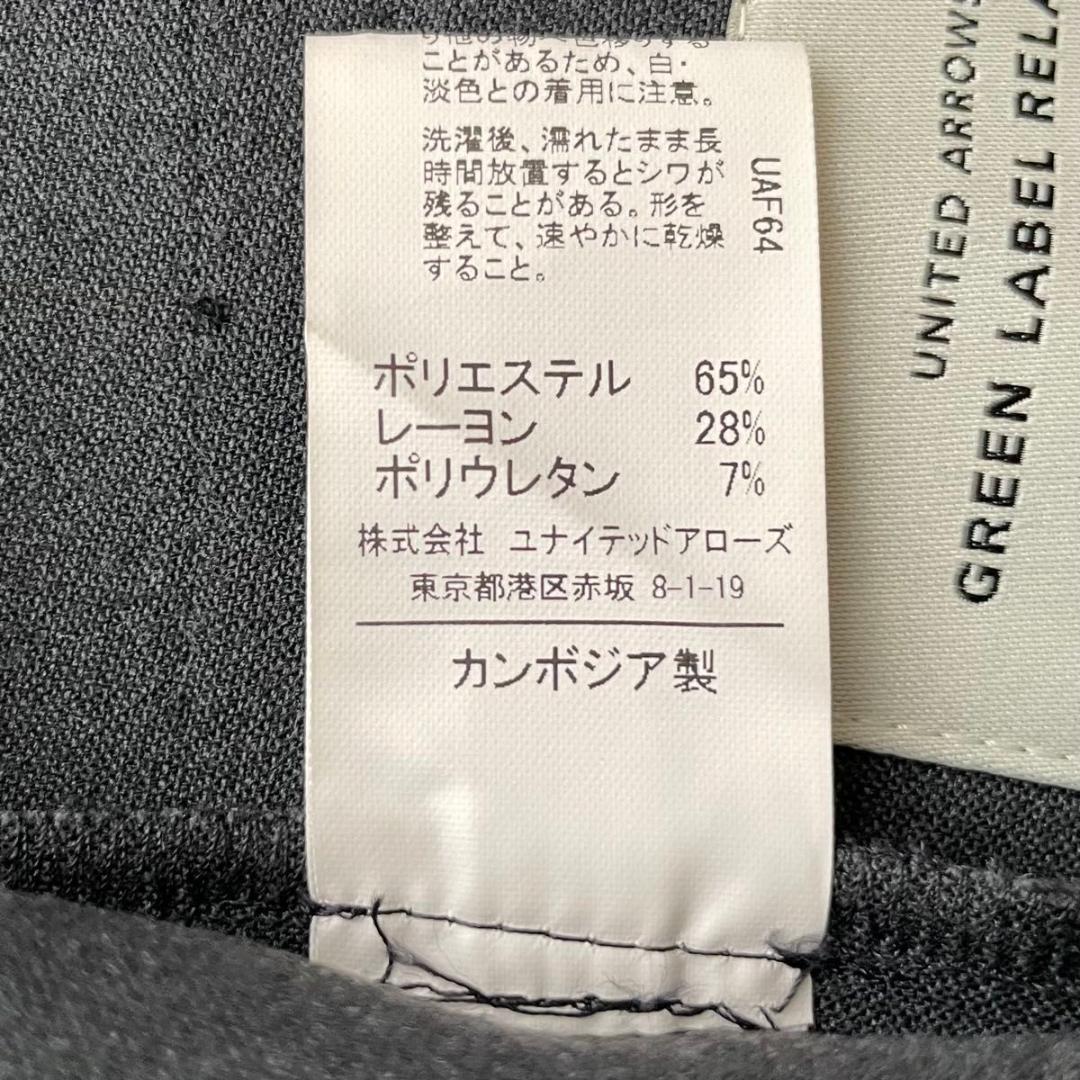 ことがあるため、白・
淡色との着用に注意。
洗濯後、濡れたまま長
時間放置するとシワが
残ることがある。形を
整えて、速やかに乾燥
すること。
UAF64
ポリエステル 65%
レーヨン 28%
ポリウレタン 7%
株式会社 ユナイテッドアローズ
東京都港区赤坂 8-1-19
カンボジア製
UNITED ARROWS
GREEN LABEL RELA